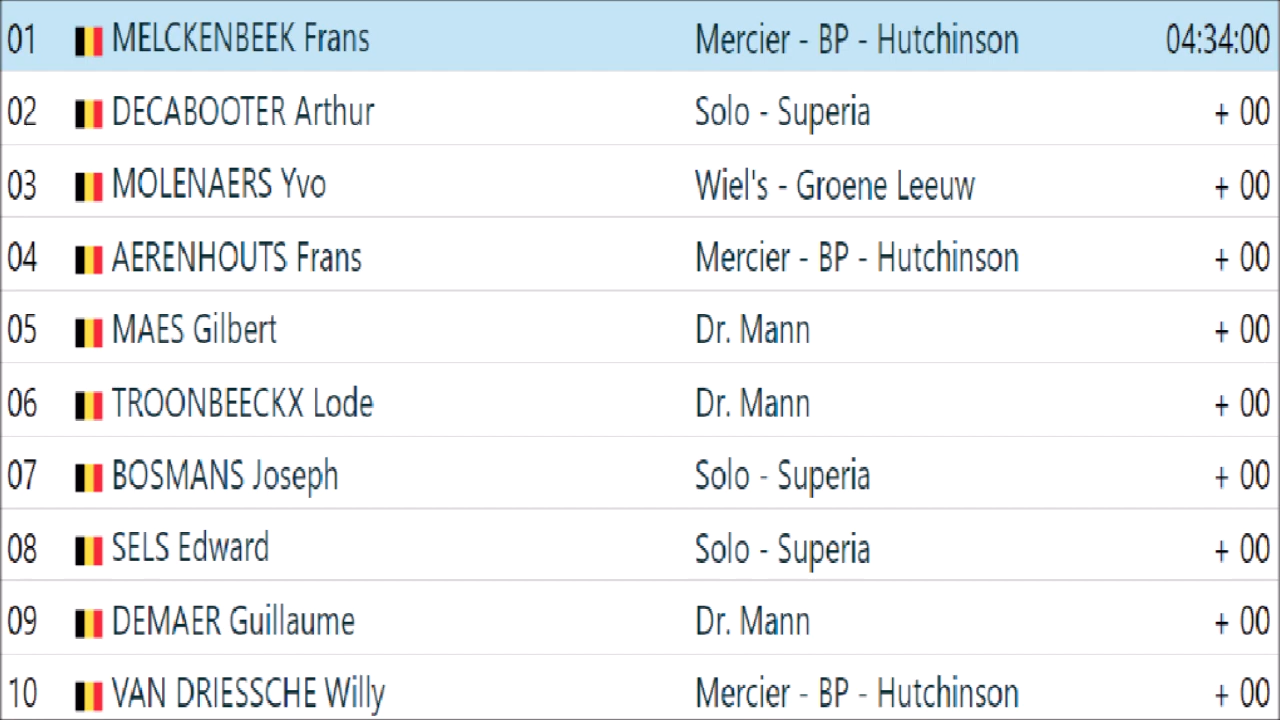 01 MELCKENBEEK Frans Mercier - BP - Hutchinson 04:34:00
02 DECABOOTER Arthur Solo - Superia + 00
03 MOLENAERS Yvo Wiel's - Groene Leeuw + 00
04 AERENHOUTS Frans Mercier - BP - Hutchinson + 00
05 MAES Gilbert Dr. Mann + 00
06 TROONBEECKX Lode Dr. Mann + 00
07 BOSMANS Joseph Solo - Superia + 00
08 SELS Edward Solo - Superia + 00
09 DEMAER Guillaume Dr. Mann + 00
10 VAN DRIESSCHE Willy Mercier - BP - Hutchinson + 00